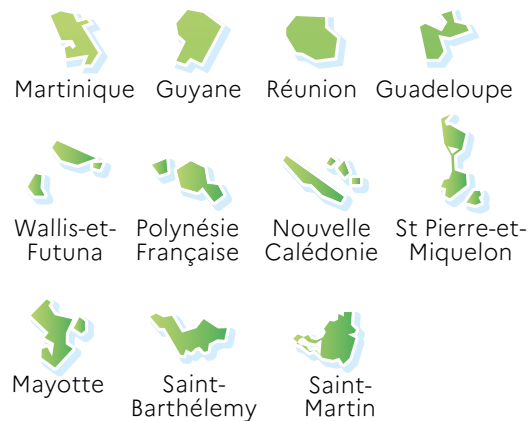 Martinique
Guyane
Réunion
Guadeloupe
Wallis-et-
Futuna
Polynésie
Française
Nouvelle
Calédonie
St Pierre-et-
Miquelon
Mayotte
Saint-
Barthélemy
Saint-
Martin